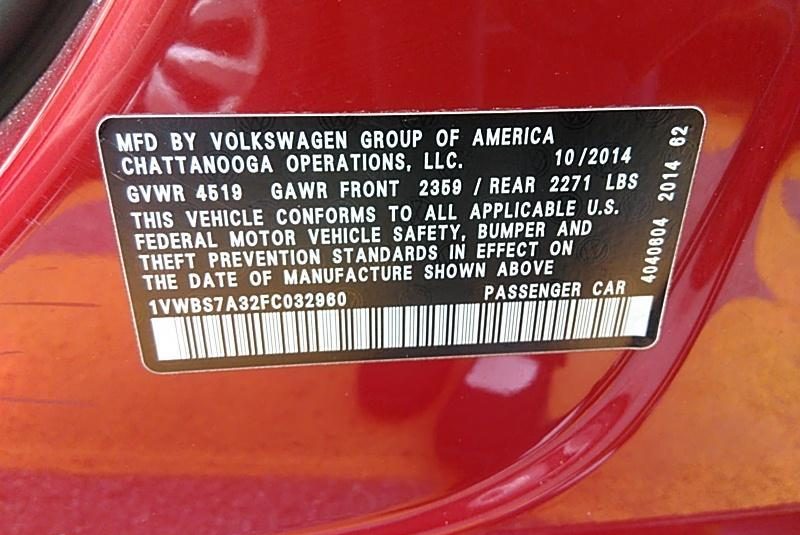 MFD BY VOLKSWAGEN GROUP OF AMERICA
CHATTANOOGA OPERATIONS, LLC. 10/2014
GVWR 4519 GAWR FRONT 2359 / REAR 2271 LBS
THIS VEHICLE CONFORMS TO ALL APPLICABLE U.S.
FEDERAL MOTOR VEHICLE SAFETY, BUMPER AND
THEFT PREVENTION STANDARDS IN EFFECT ON
THE DATE OF MANUFACTURE SHOWN ABOVE
1VWBS7A32FC032960 PASSENGER CAR
4040604 2014 62